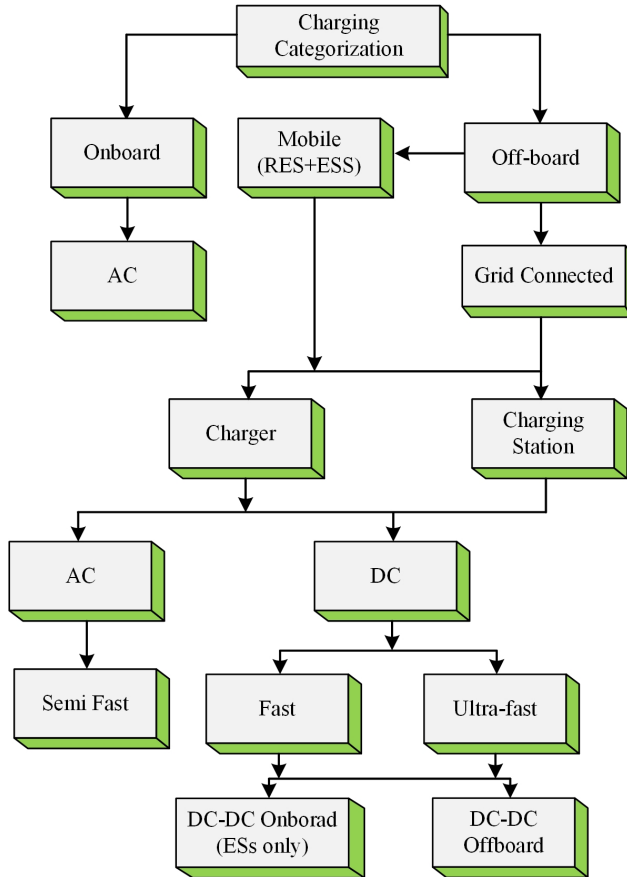 Charging
Categorization
Onboard
Mobile
(RES+ESS)
Off-board
AC
Grid Connected
Charger
Charging
Station
AC
DC
Semi Fast
Fast
Ultra-fast
DC-DC Onborad
(ESs only)
DC-DC
Offboard